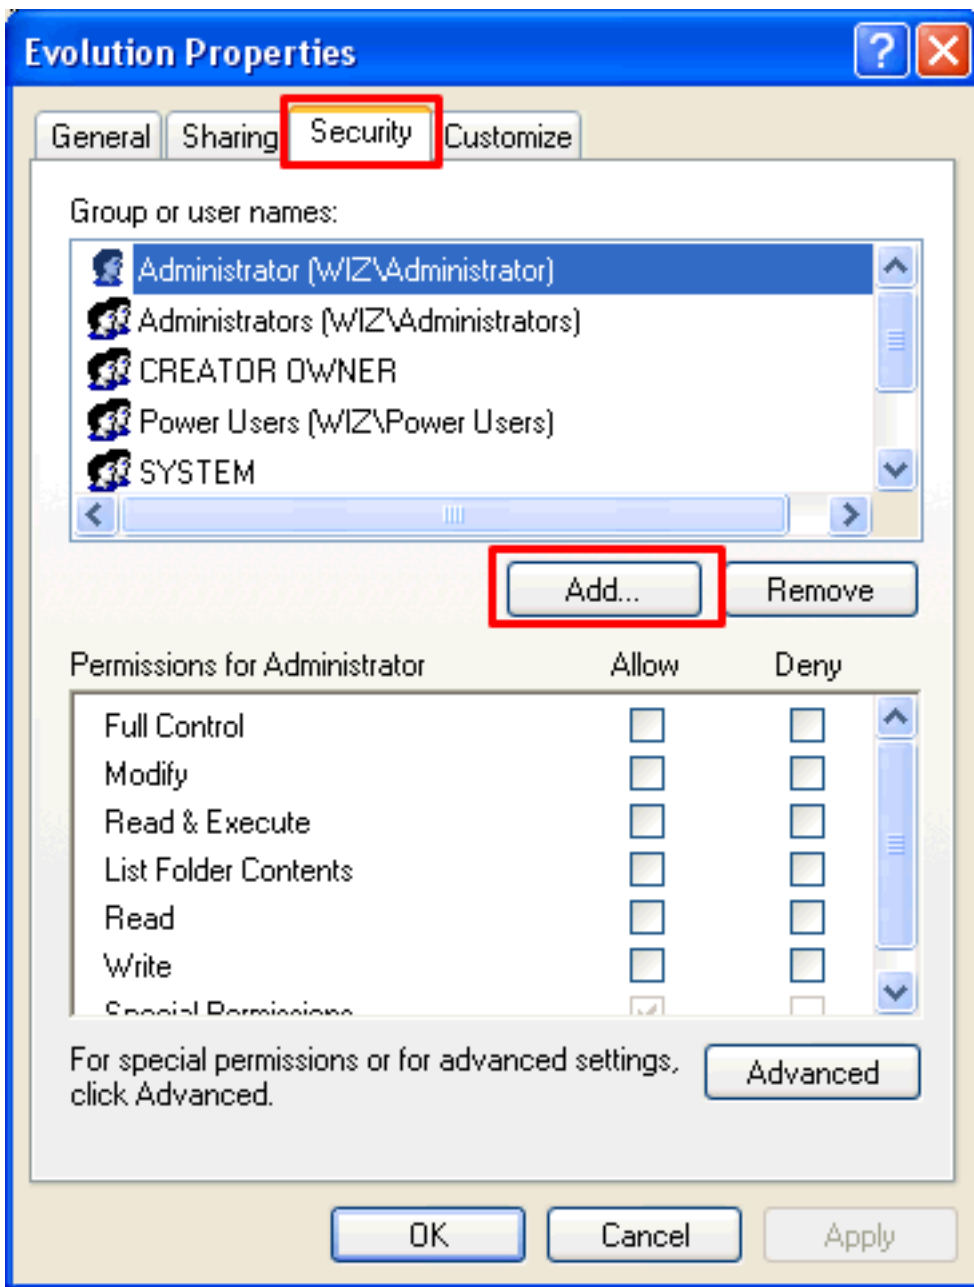 Evolution Properties
General Sharing Security Customize
Group or user names:
Administrator (WIZ\Administrator)
Administrators (WIZ\Administrators)
CREATOR OWNER
Power Users (WIZ\Power Users)
SYSTEM
Add... Remove
Permissions for Administrator Allow Deny
Full Control
Modify
Read & Execute
List Folder Contents
Read
Write
Special Permissions
For special permissions or for advanced settings,
click Advanced.
Advanced
OK Cancel Apply